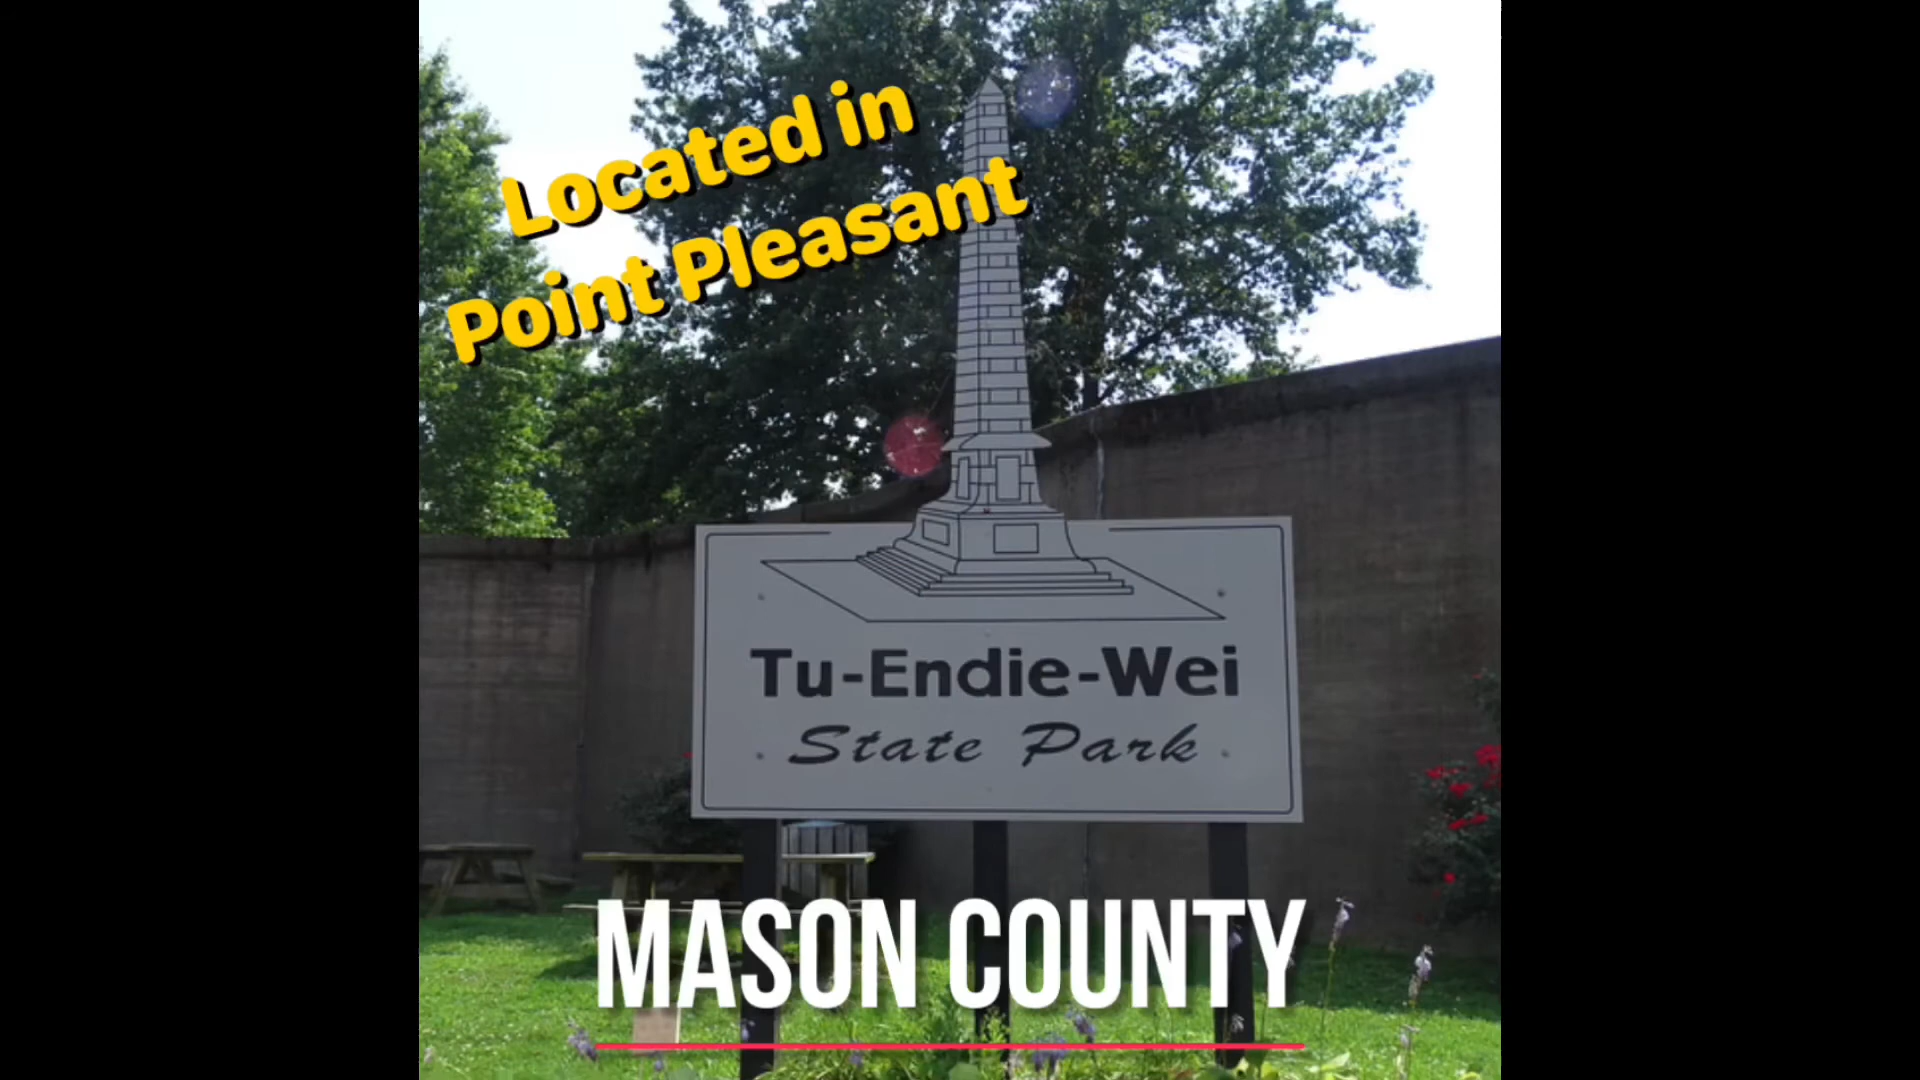 Located in
Point Pleasant
Tu-Endie-Wei
State Park
MASON COUNTY